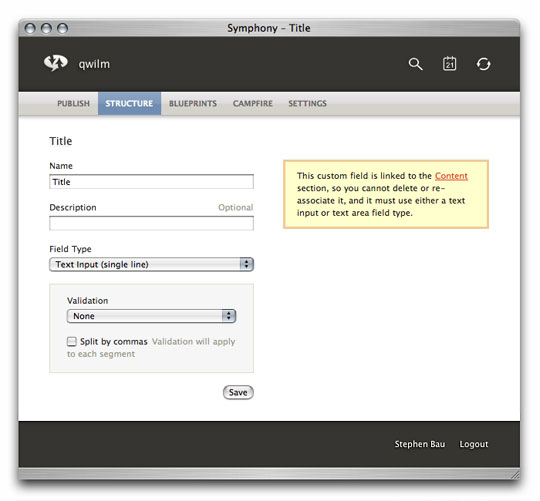 Symphony – Title
qwilm
21
PUBLISH STRUCTURE BLUEPRINTS CAMPFIRE SETTINGS
Title
Name
Title
Description Optional
Field Type
Text Input (single line)
Validation
None
Split by commas Validation will apply
to each segment
Save
This custom field is linked to the Content
section, so you cannot delete or re-
associate it, and it must use either a text
input or text area field type.
Stephen Bau Logout